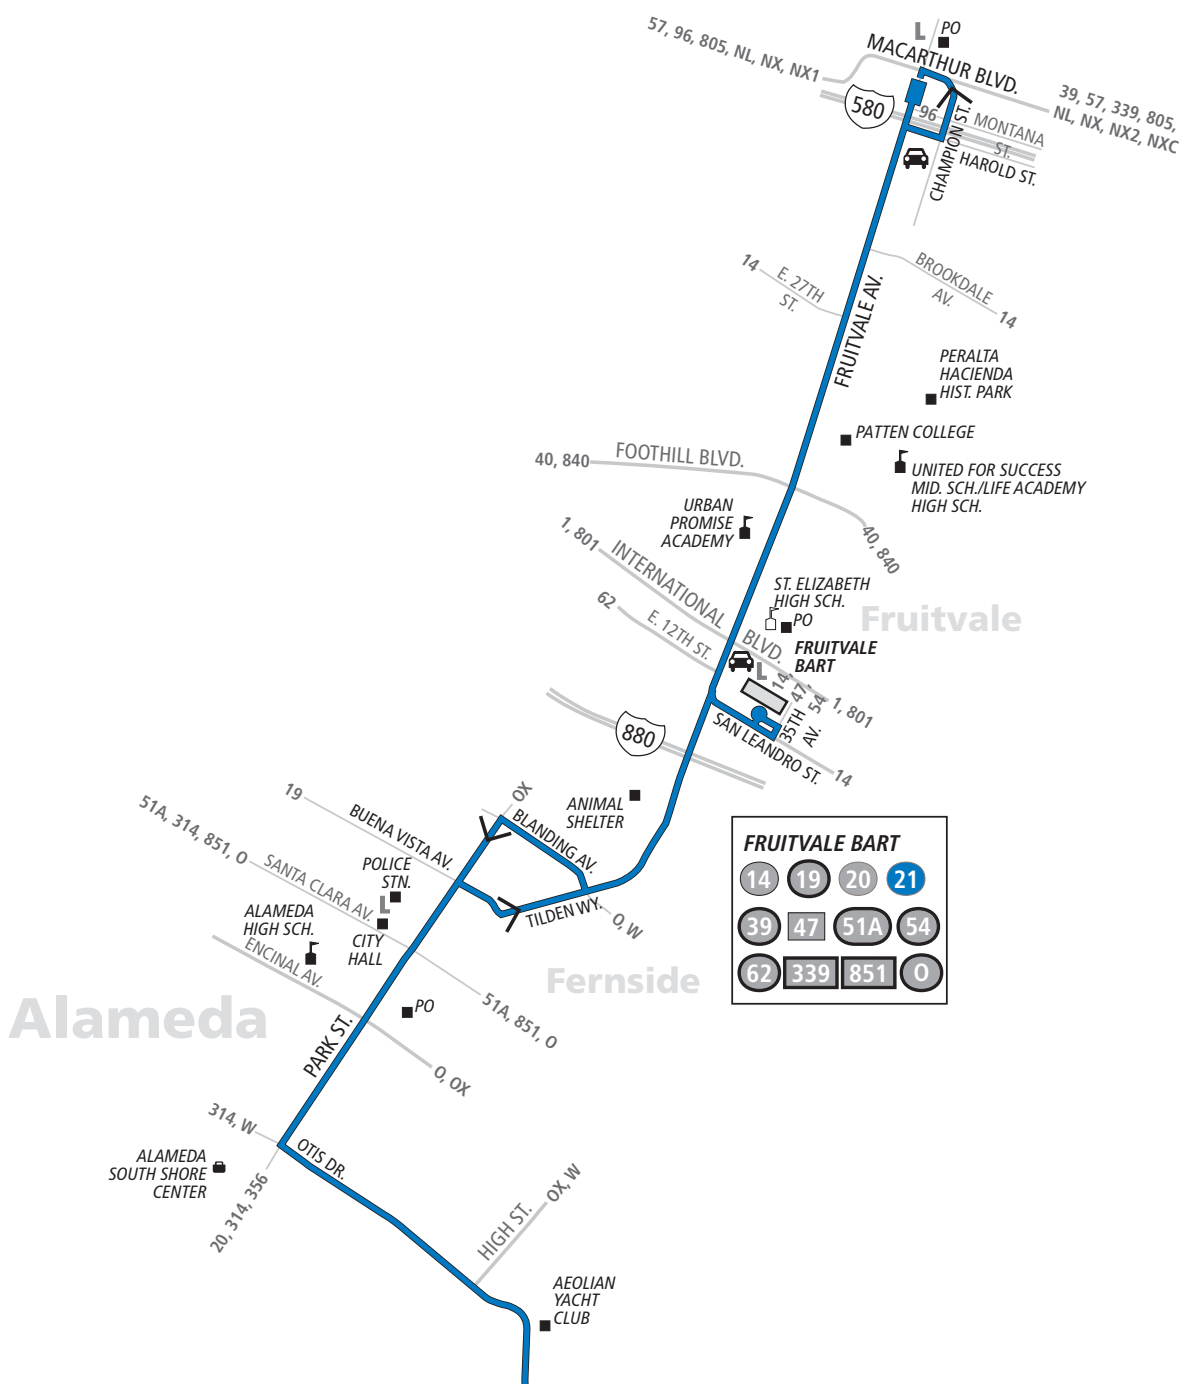 PO
L
57, 96, 805, NL, NX, NX1
MACARTHUR BLVD.
39, 57, 339, 805,
NL, NX, NX2, NXC
580
96
MONTANA
ST.
HAROLD ST.
CHAMPION ST.
14
E. 27TH
ST.
BROOKDALE
AV.
14
FRUITVALE AV.
PERALTA
HACIENDA
HIST. PARK
PATTEN COLLEGE
UNITED FOR SUCCESS
MID. SCH./LIFE ACADEMY
HIGH SCH.
40, 840
FOOTHILL BLVD.
40, 840
URBAN
PROMISE
ACADEMY
1, 801
INTERNATIONAL
BLVD.
1, 801
62
E. 12TH ST.
ST. ELIZABETH
HIGH SCH.
PO
Fruitvale
FRUITVALE
BART
L
14,
47,
54
35TH
AV.
SAN LEANDRO ST.
14
880
ANIMAL
SHELTER
OX
BLANDING AV.
19
BUENA VISTA AV.
51A, 314, 851, O
SANTA CLARA AV.
POLICE
STN.
L
CITY
HALL
TILDEN WY.
O, W
ALAMEDA
HIGH SCH.
ENCINAL AV.
Fernside
51A, 851, O
PO
Alameda
PARK ST.
O, OX
314, W
ALAMEDA
SOUTH SHORE
CENTER
20, 314, 356
OTIS DR.
HIGH ST.
OX, W
AEOLIAN
YACHT
CLUB
FRUITVALE BART
14 19 20 21
39 47 51A 54
62 339 851 O